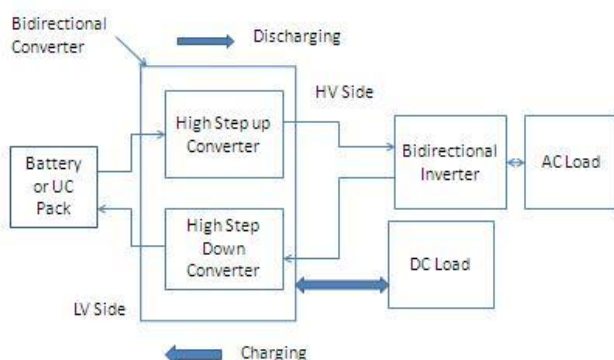 Bidirectional
Converter
Discharging
HV Side
High Step up
Converter
Battery
or UC
Pack
Bidirectional
Inverter
AC Load
High Step
Down
Converter
DC Load
LV Side
Charging